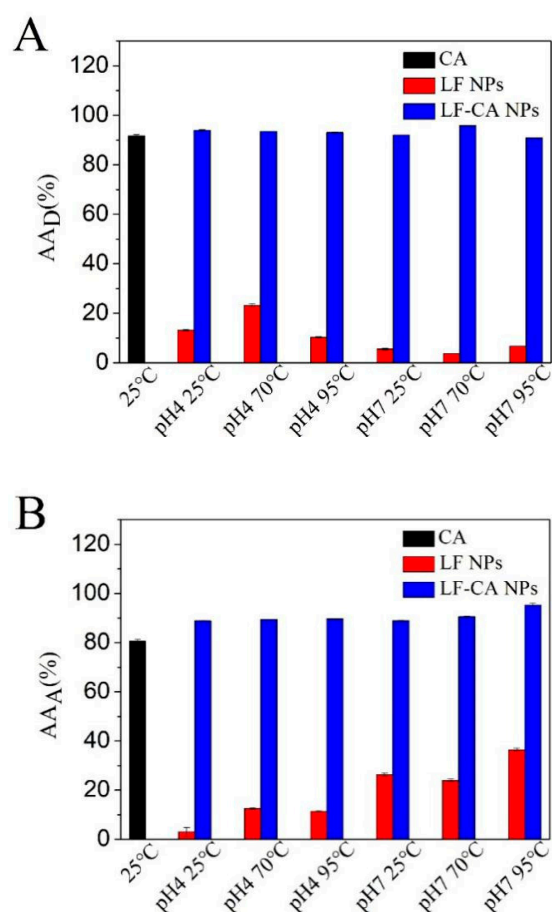 A
120
100
80
60
40
20
0
AAD(%)
CA
LF NPs
LF-CA NPs
25°C
pH4 25°C
pH4 70°C
pH4 95°C
pH7 25°C
pH7 70°C
pH7 95°C
B
120
100
80
60
40
20
0
AAA(%)
CA
LF NPs
LF-CA NPs
25°C
pH4 25°C
pH4 70°C
pH4 95°C
pH7 25°C
pH7 70°C
pH7 95°C